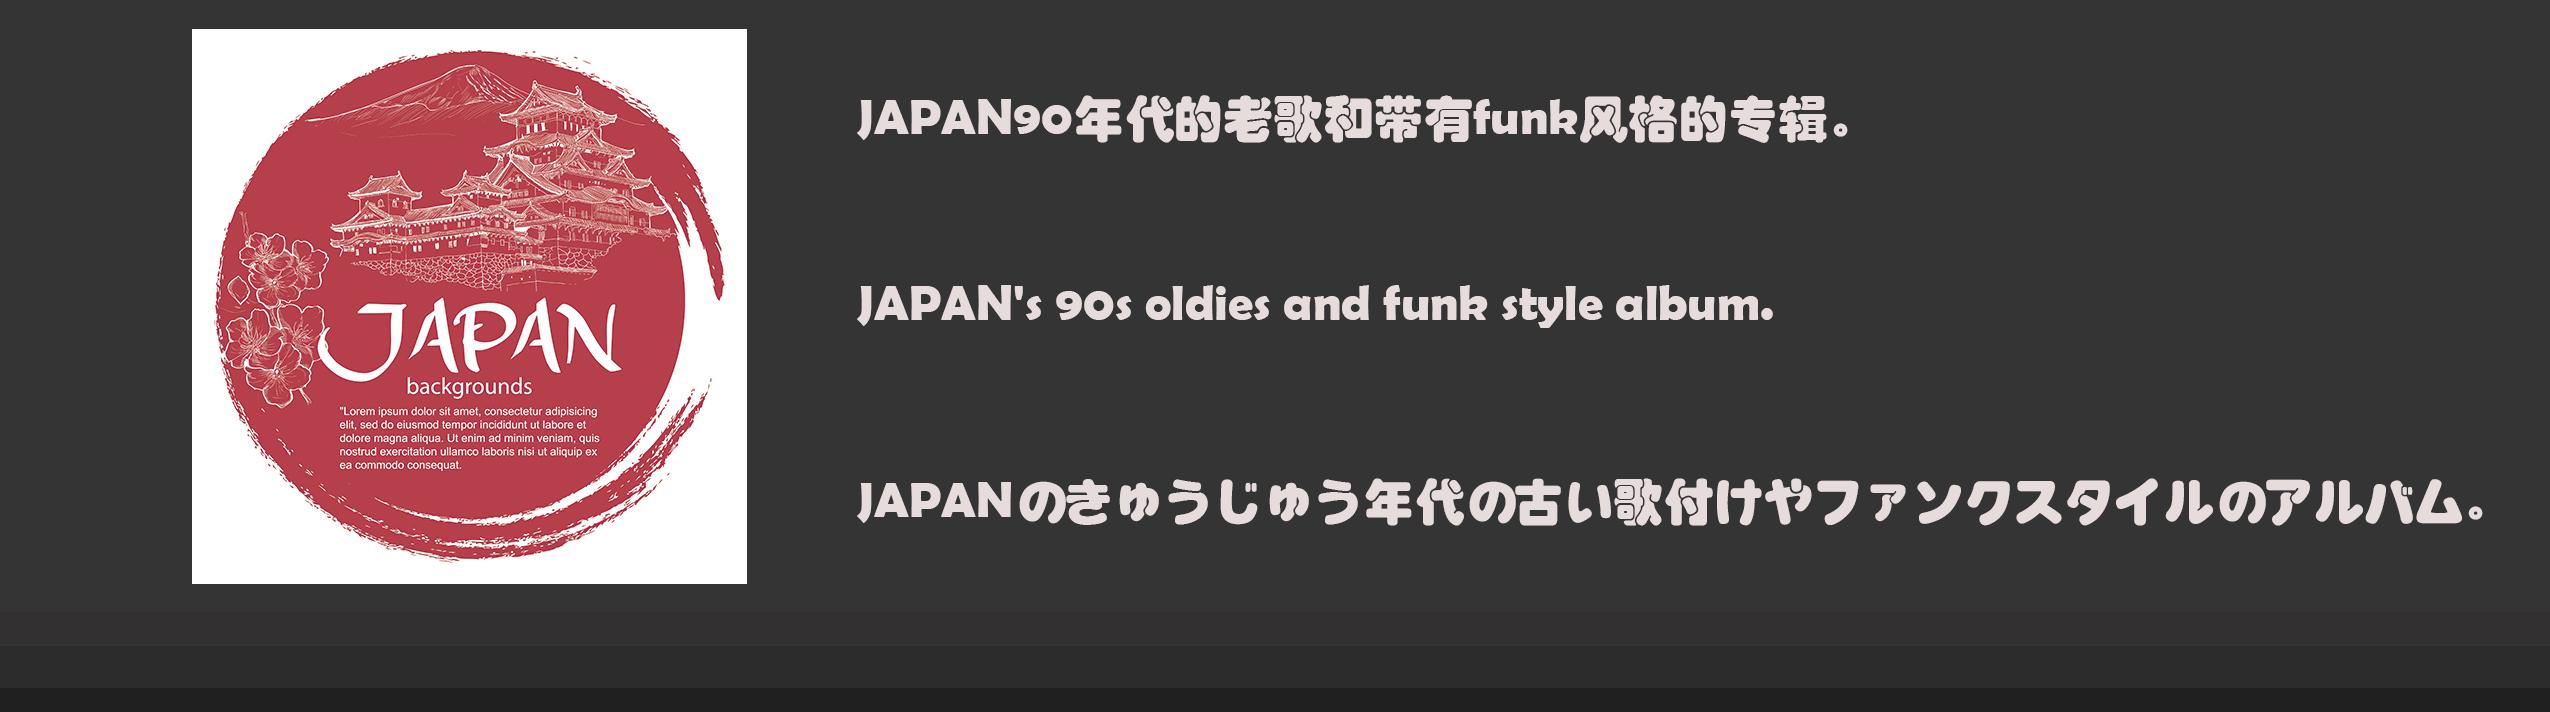 JAPAN
backgrounds
"Lorem ipsum dolor sit amet, consectetur adipisicing
elit, sed do eiusmod tempor incididunt ut labore et
dolore magna aliqua. Ut enim ad minim veniam, quis
nostrud exercitation ullamco laboris nisi ut aliquip ex
ea commodo consequat.
JAPAN90年代的老歌和带有funk风格的专辑。
JAPAN's 90s oldies and funk style album.
JAPANのきゅうじゅう年代の古い歌付けやファンクスタイルのアルバム。